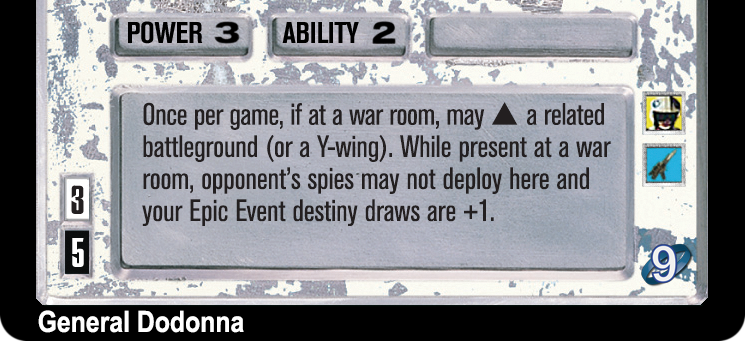 POWER 3 ABILITY 2
Once per game, if at a war room, may ▲ a related
battleground (or a Y-wing). While present at a war
room, opponent's spies may not deploy here and
your Epic Event destiny draws are +1.
3
5
9
General Dodonna